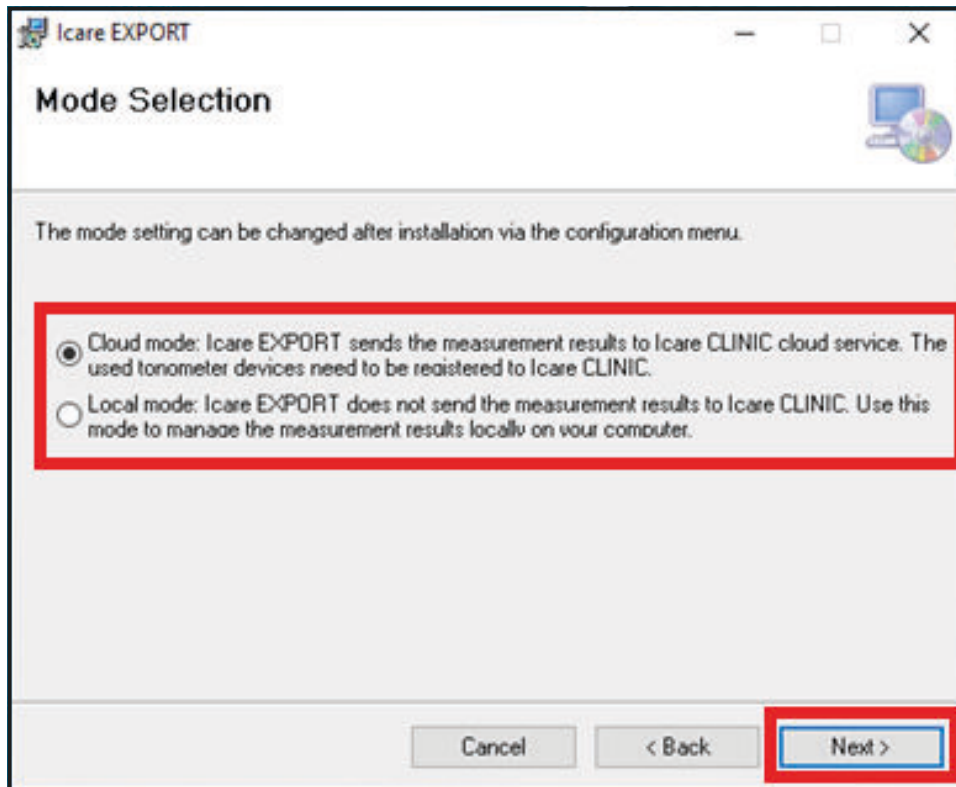 Icare EXPORT
Mode Selection
The mode setting can be changed after installation via the configuration menu.
Cloud mode: Icare EXPORT sends the measurement results to Icare CLINIC cloud service. The
used tonometer devices need to be registered to Icare CLINIC.
Local mode: Icare EXPORT does not send the measurement results to Icare CLINIC. Use this
mode to manage the measurement results locally on your computer.
Cancel
< Back
Next >